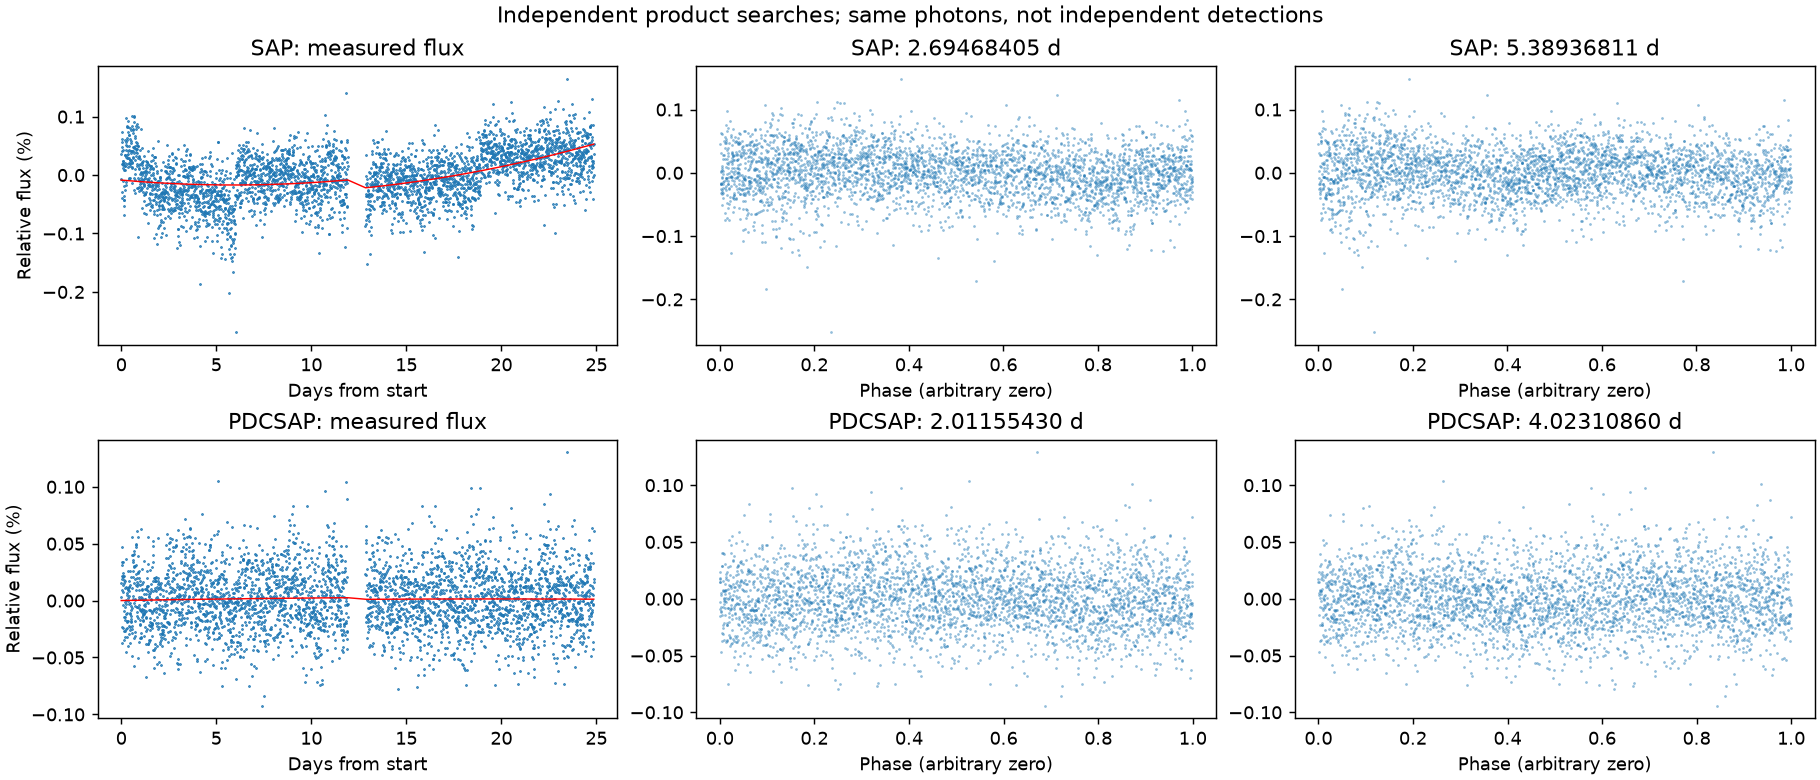 Independent product searches; same photons, not independent detections
SAP: measured flux
SAP: 2.69468405 d
SAP: 5.38936811 d
Relative flux (%)
0.1
0.0
−0.1
−0.2
0 5 10 15 20 25
Days from start
0.1
0.0
−0.1
−0.2
0.0 0.2 0.4 0.6 0.8 1.0
Phase (arbitrary zero)
0.1
0.0
−0.1
−0.2
0.0 0.2 0.4 0.6 0.8 1.0
Phase (arbitrary zero)
PDCSAP: measured flux
PDCSAP: 2.01155430 d
PDCSAP: 4.02310860 d
Relative flux (%)
0.10
0.05
0.00
−0.05
−0.10
0 5 10 15 20 25
Days from start
0.10
0.05
0.00
−0.05
−0.10
0.0 0.2 0.4 0.6 0.8 1.0
Phase (arbitrary zero)
0.10
0.05
0.00
−0.05
−0.10
0.0 0.2 0.4 0.6 0.8 1.0
Phase (arbitrary zero)